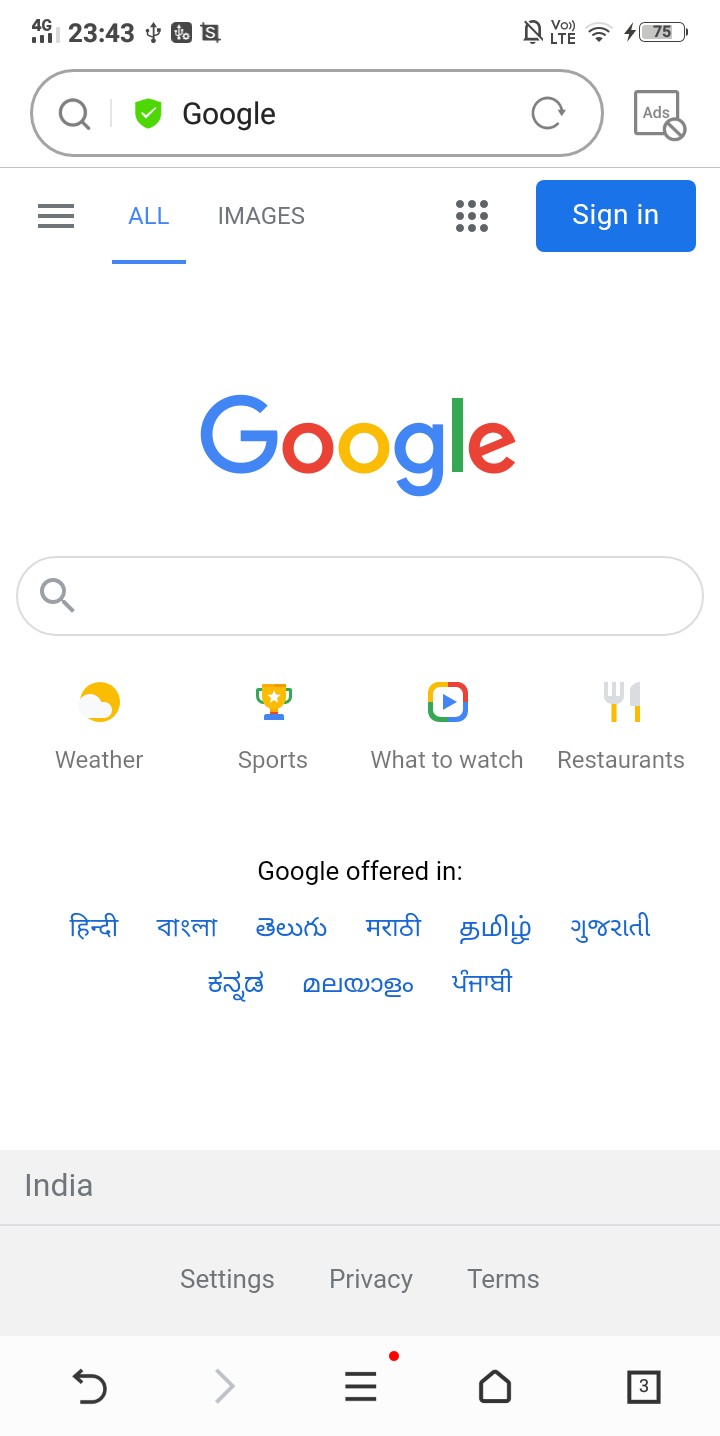 4G 23:43 Vo)) LTE 75
Google Ads
ALL IMAGES Sign in
Google
Weather Sports What to watch Restaurants
Google offered in:
हिन्दी বাংলা తెలుగు मराठी தமிழ் ગુજરાતી
ಕನ್ನಡ മലയാളം ਪੰਜਾਬੀ
India
Settings Privacy Terms
3